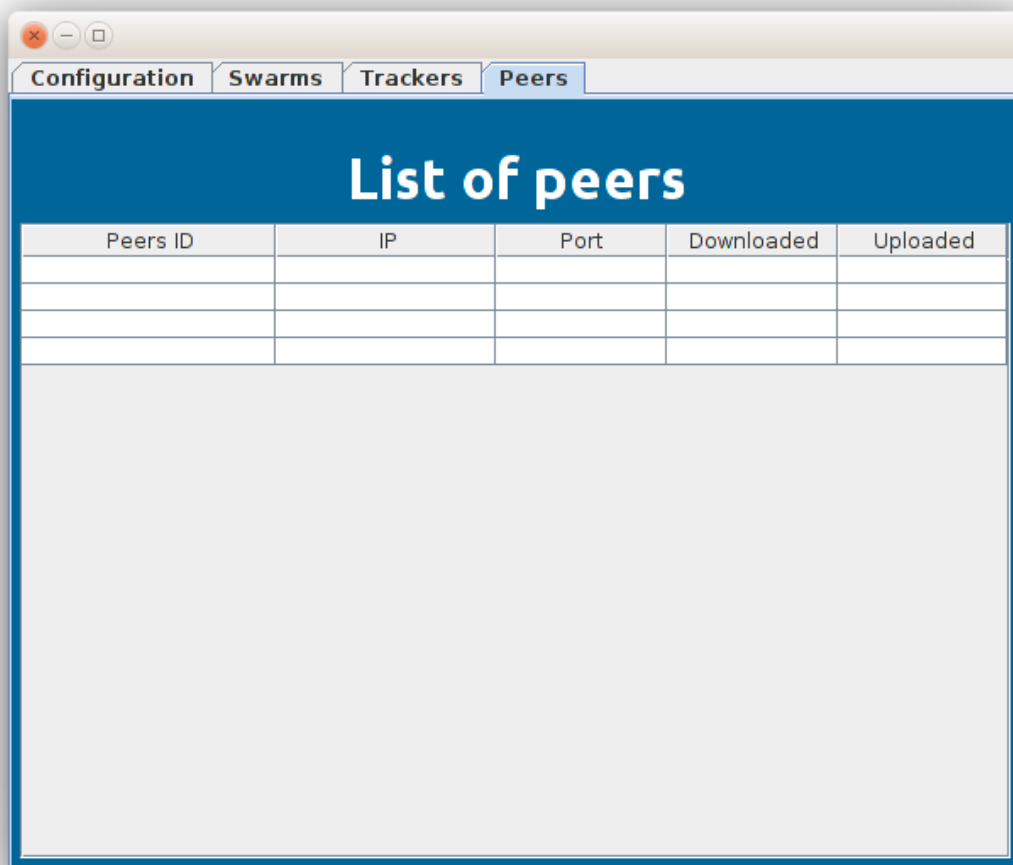 Configuration Swarms Trackers Peers
List of peers
Peers ID IP Port Downloaded Uploaded